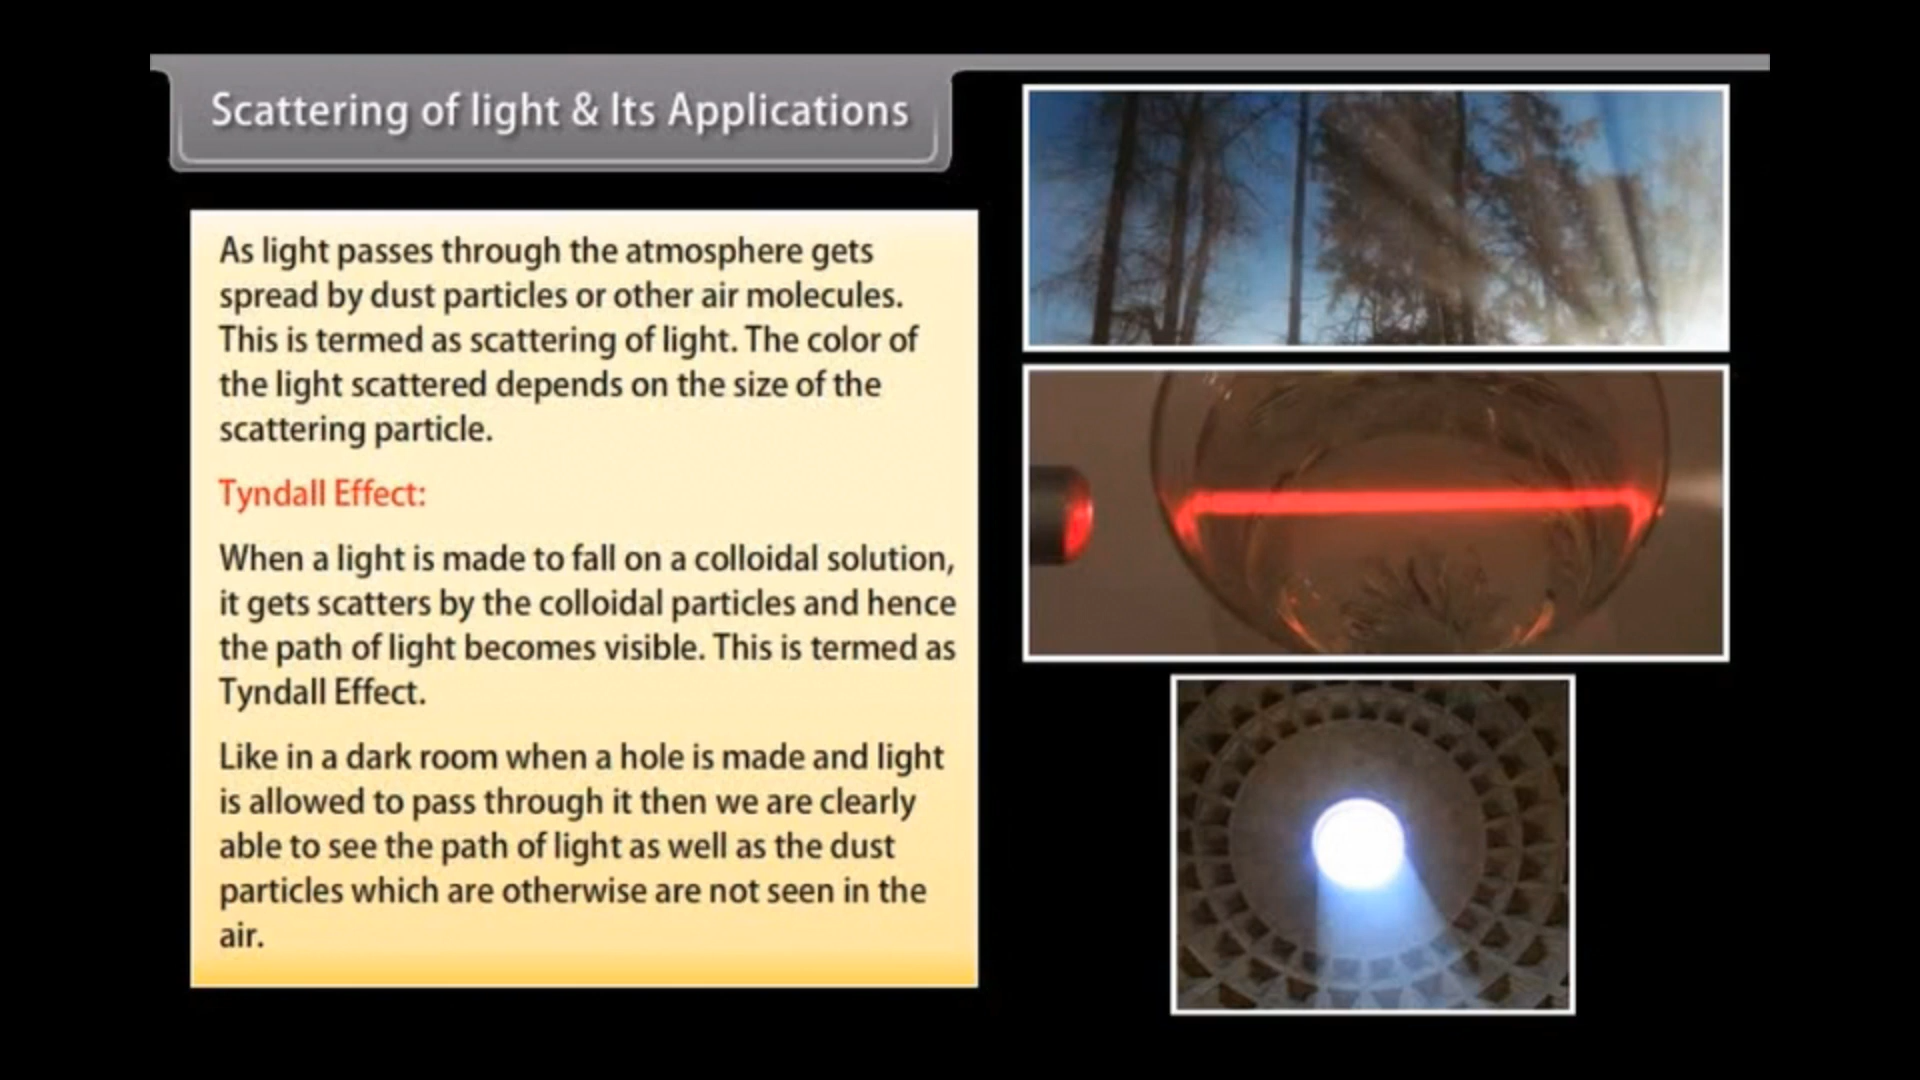 Scattering of light & Its Applications
As light passes through the atmosphere gets
spread by dust particles or other air molecules.
This is termed as scattering of light. The color of
the light scattered depends on the size of the
scattering particle.
Tyndall Effect:
When a light is made to fall on a colloidal solution,
it gets scatters by the colloidal particles and hence
the path of light becomes visible. This is termed as
Tyndall Effect.
Like in a dark room when a hole is made and light
is allowed to pass through it then we are clearly
able to see the path of light as well as the dust
particles which are otherwise are not seen in the
air.